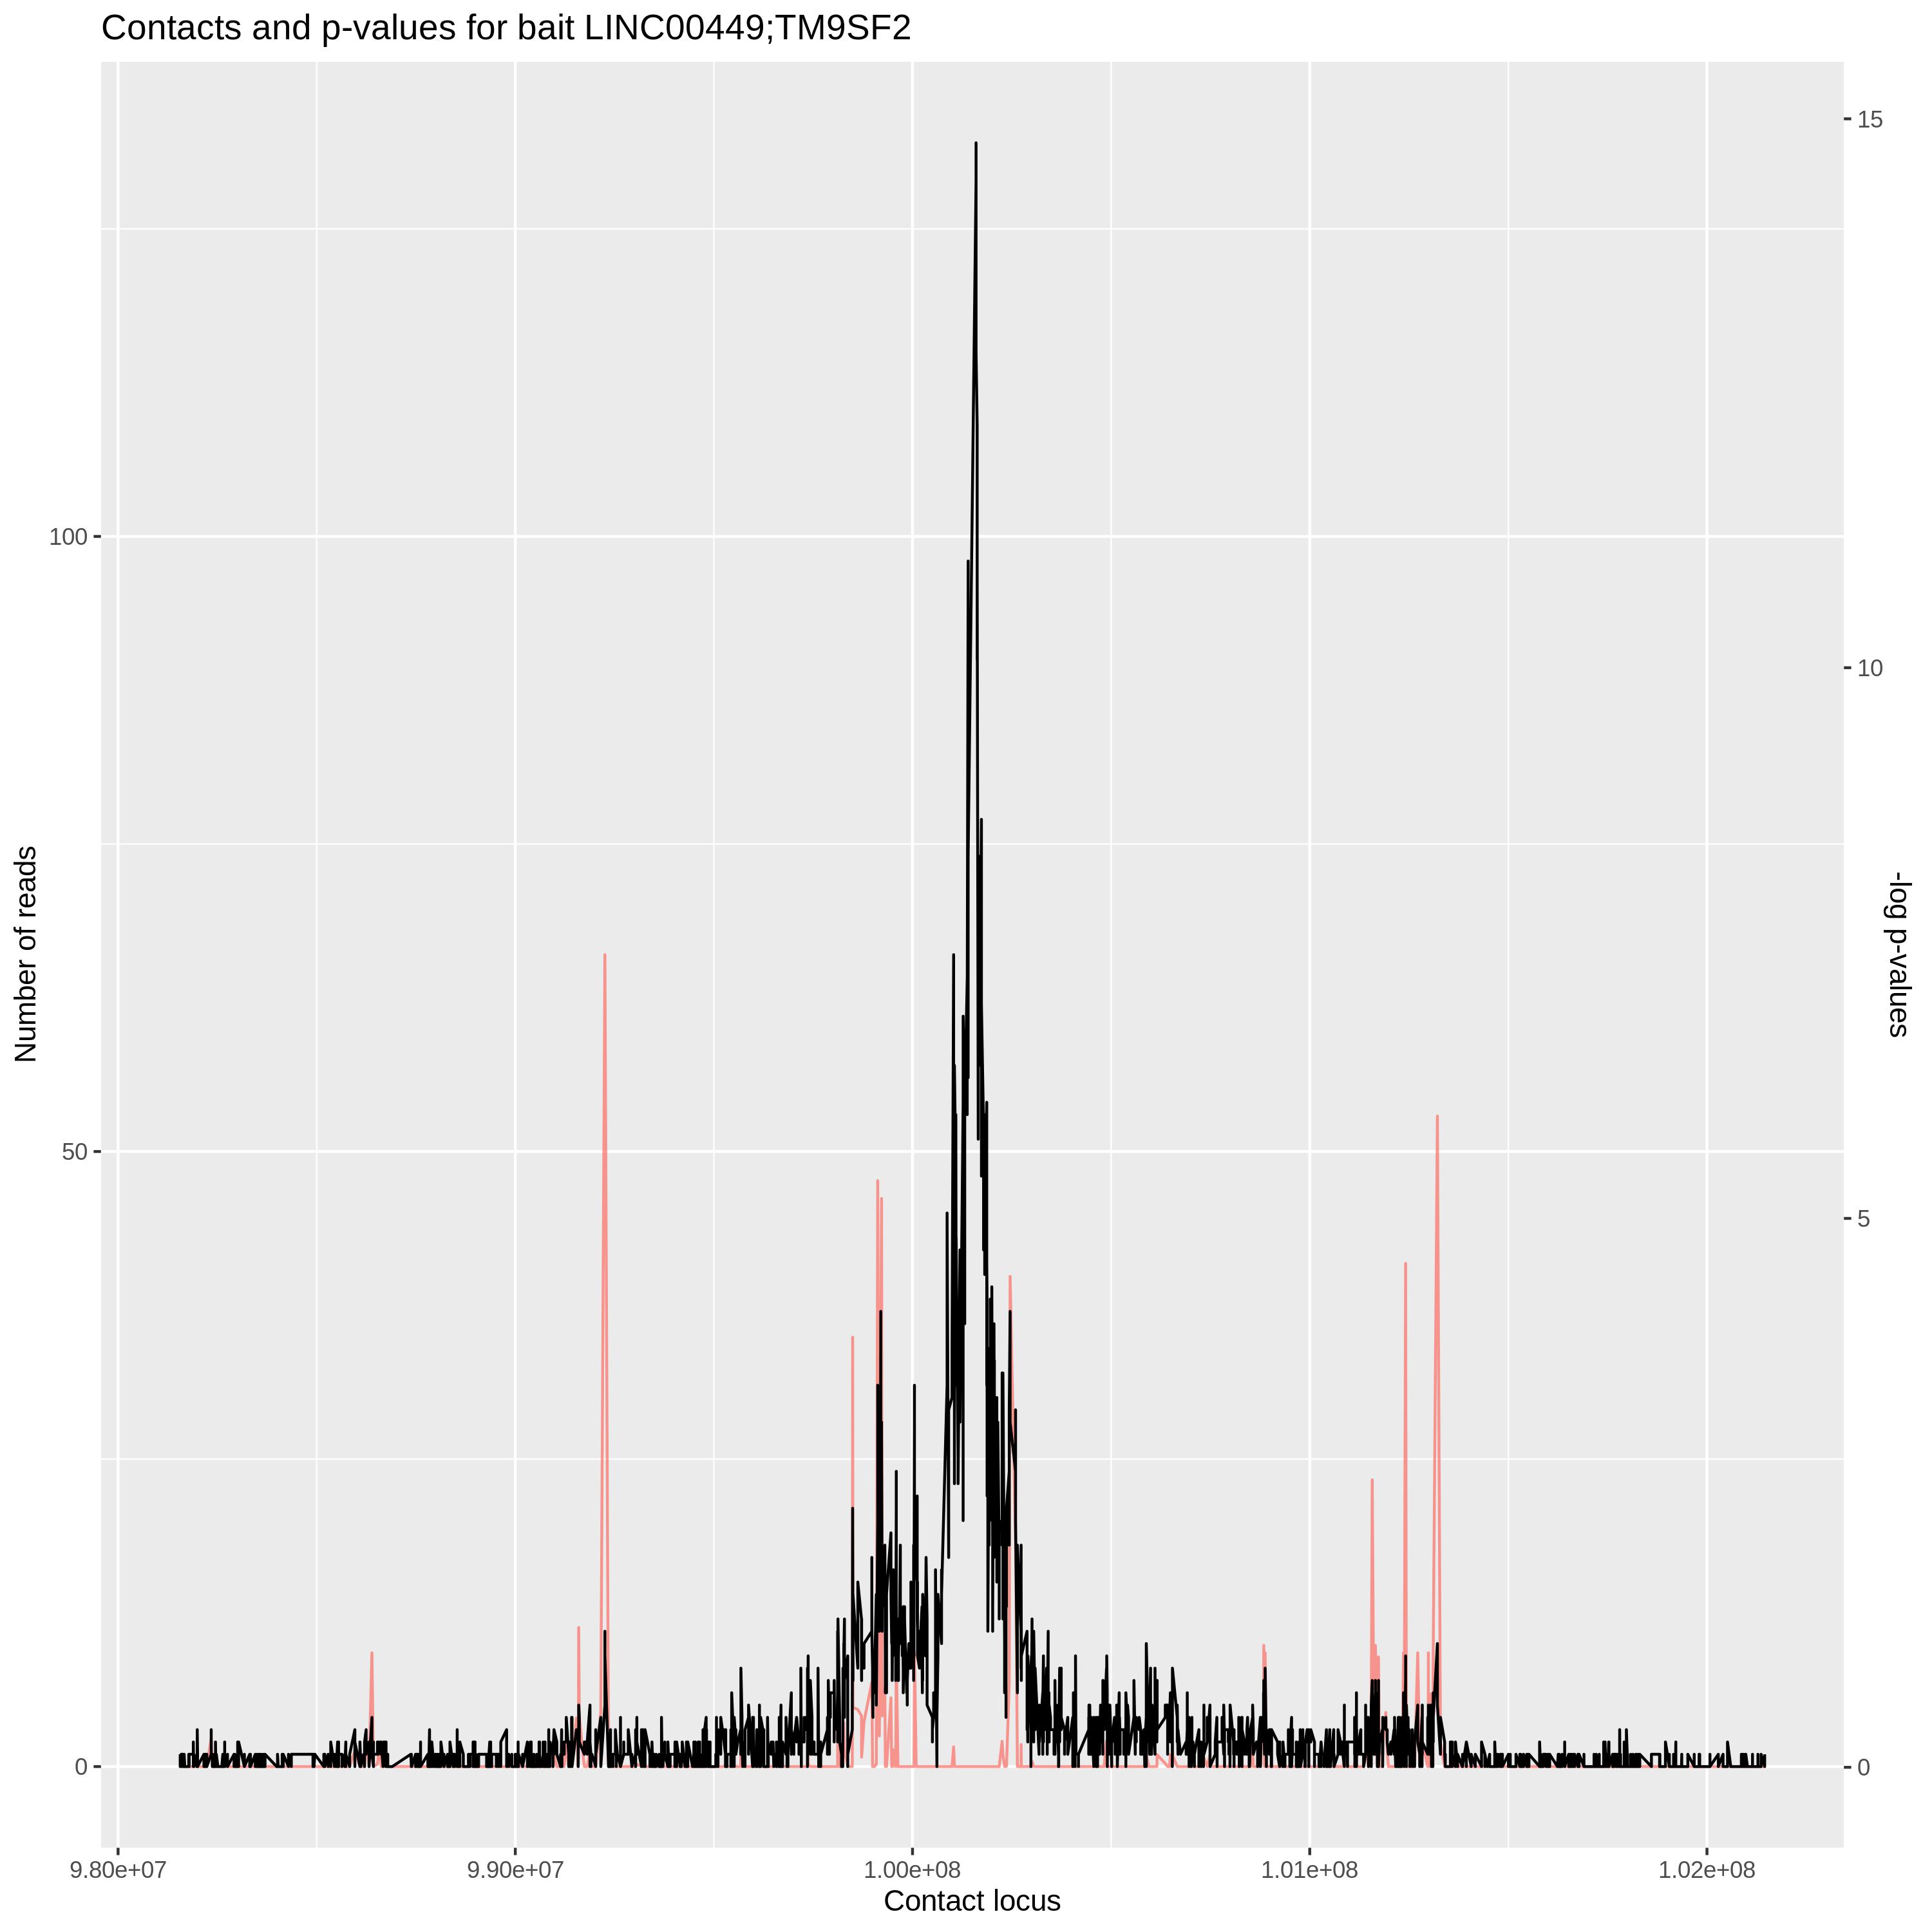 Contacts and p-values for bait LINC00449;TM9SF2
Number of reads
100
50
0
15
10
5
0
-log p-values
9.80e+07
9.90e+07
1.00e+08
1.01e+08
1.02e+08
Contact locus